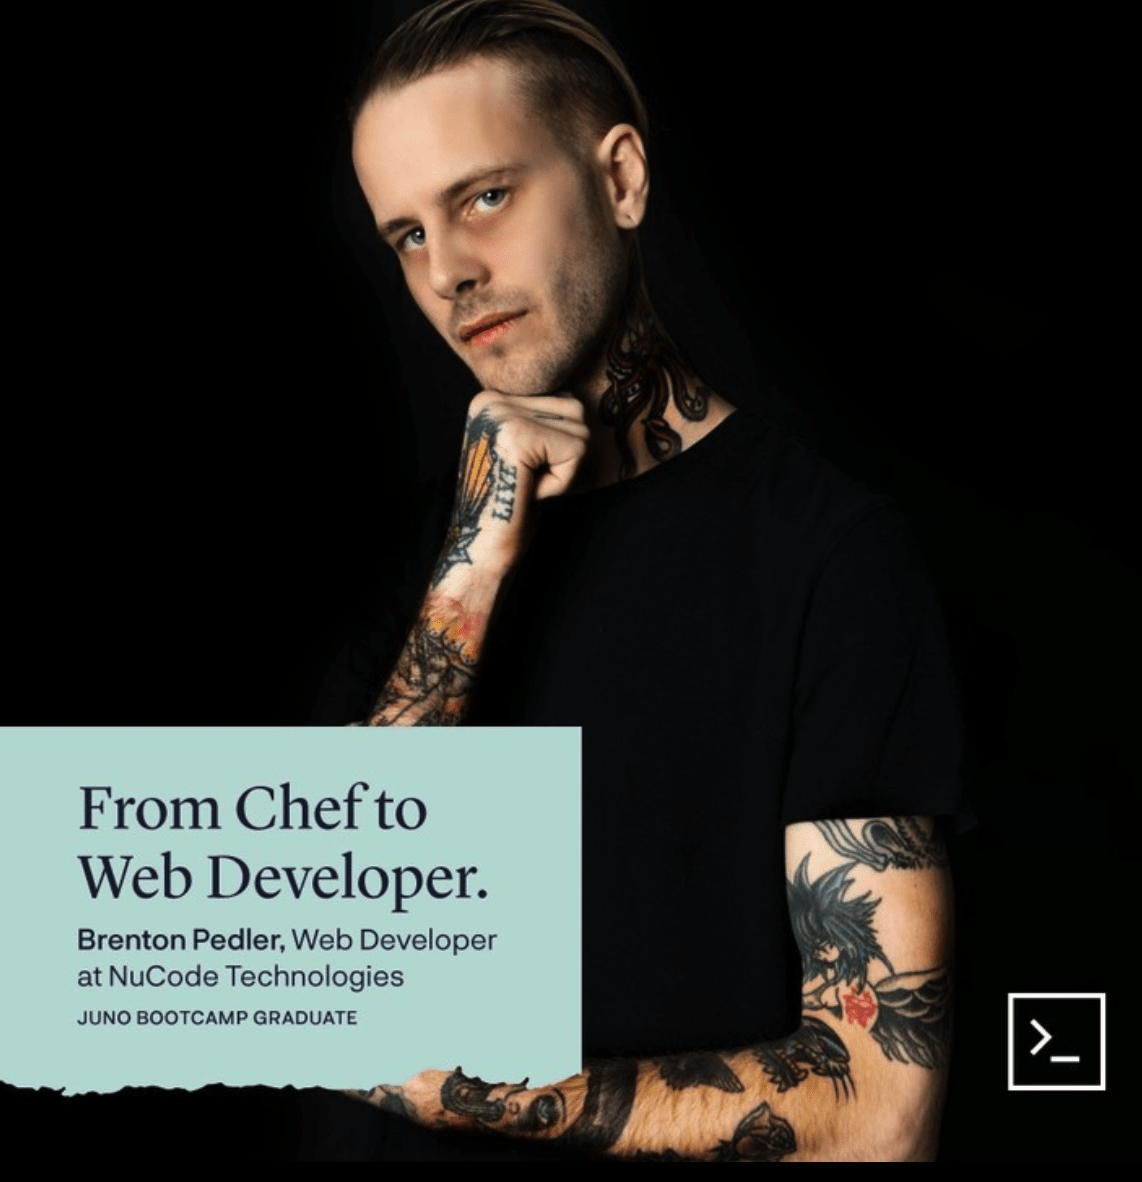 LIVE
From Chef to
Web Developer.
Brenton Pedler, Web Developer
at NuCode Technologies
JUNO BOOTCAMP GRADUATE
>_